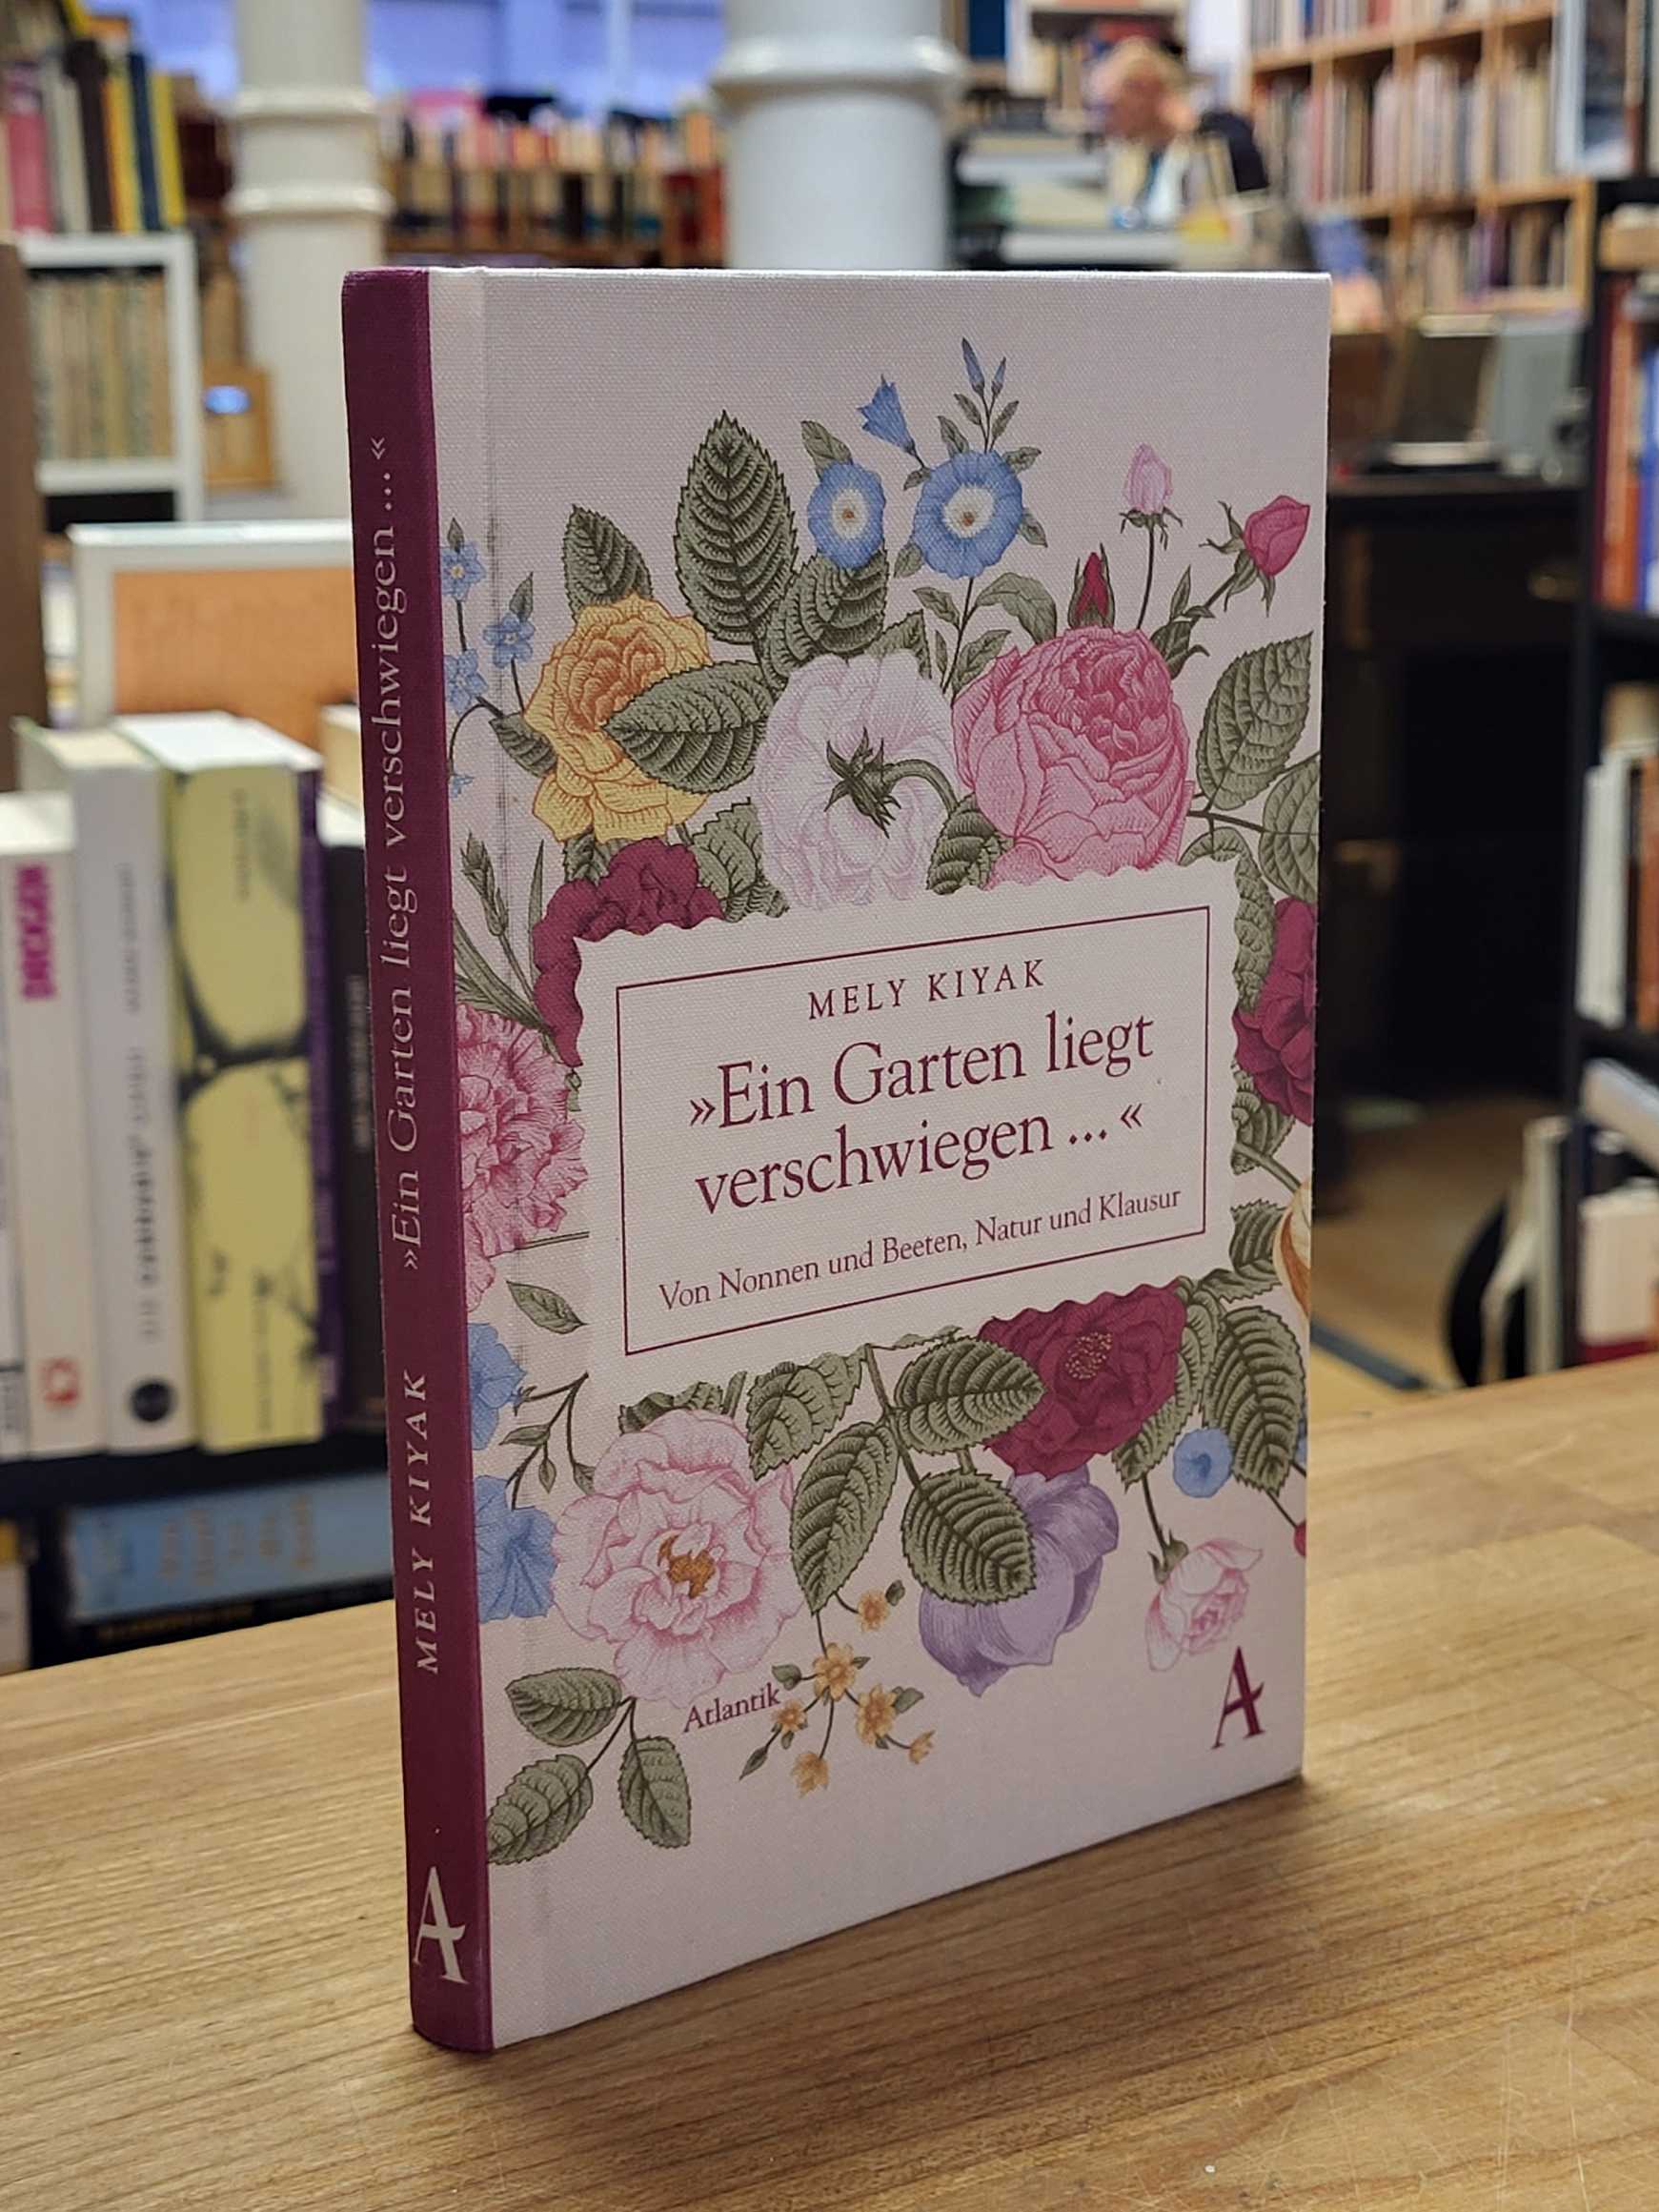 MELY KIYAK
»Ein Garten liegt
verschwiegen ... «
Von Nonnen und Beeten, Natur und Klausur
Atlantik
A
MELY KIYAK »Ein Garten liegt verschwiegen ... «
A